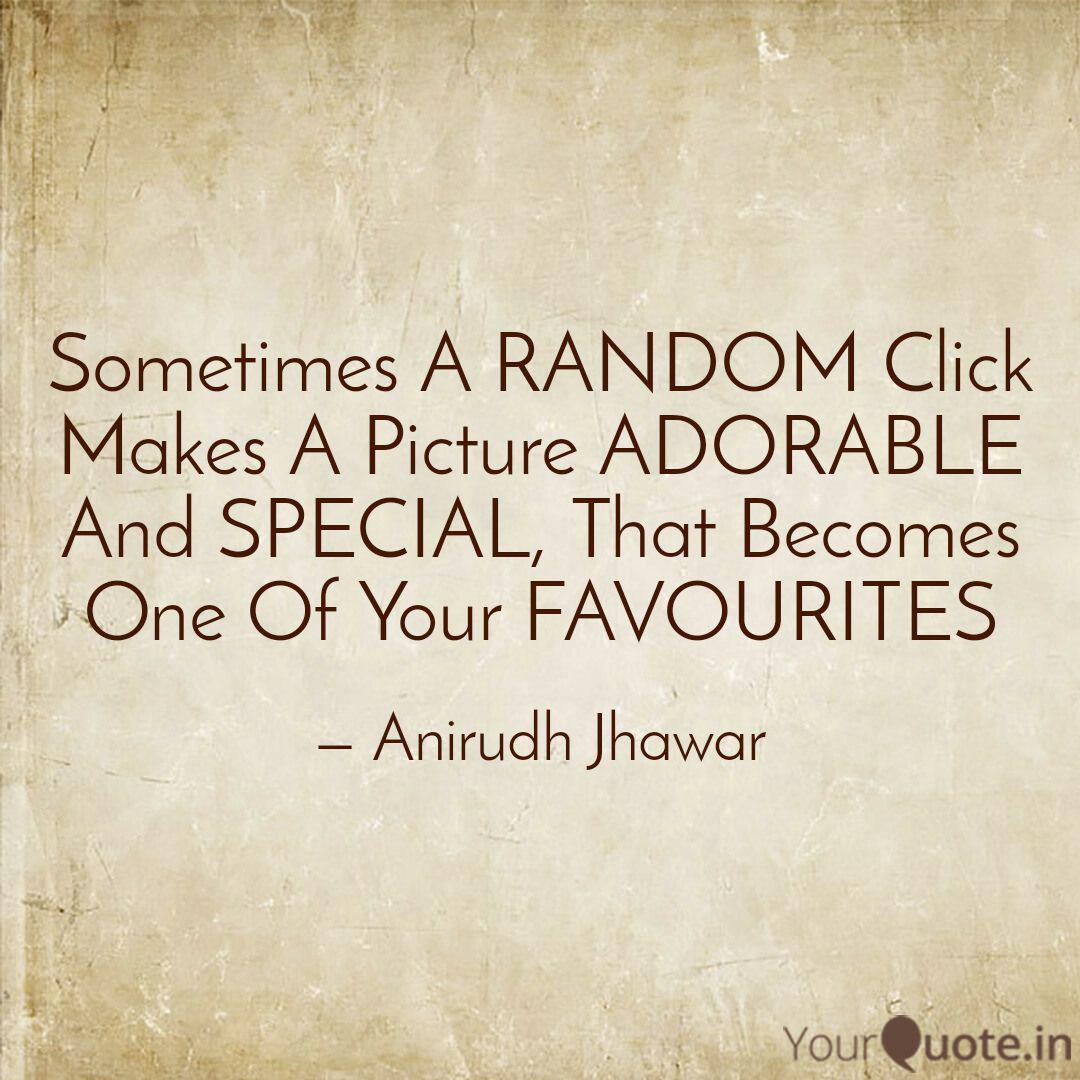 Sometimes A RANDOM Click
Makes A Picture ADORABLE
And SPECIAL, That Becomes
One Of Your FAVOURITES
– Anirudh Jhawar
YourQuote.in